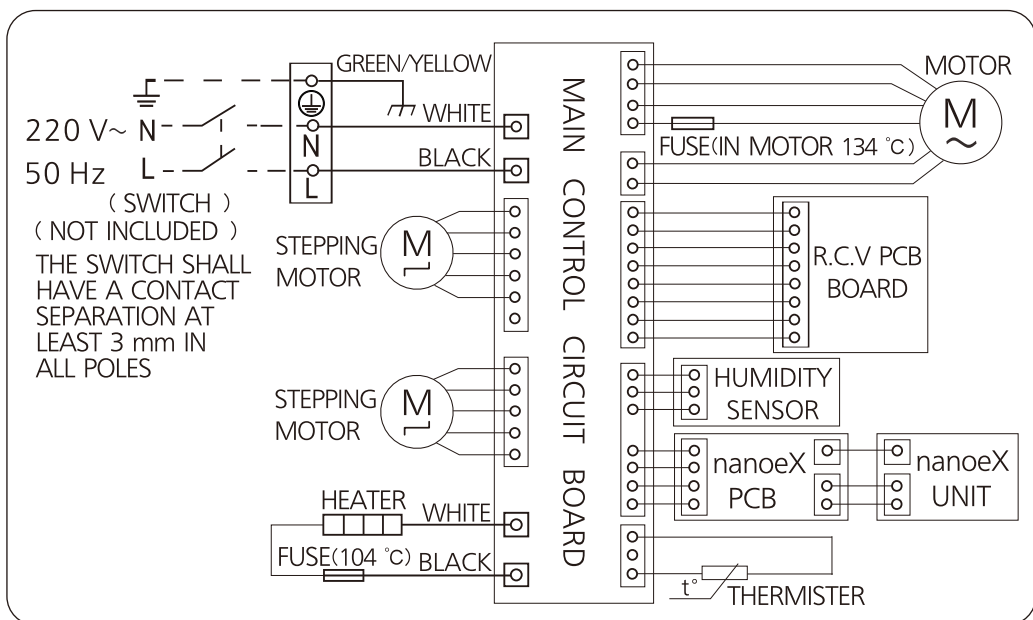 GREEN/YELLOW
WHITE
BLACK
220 V~ N
50 Hz L
N
L
( SWITCH )
( NOT INCLUDED )
THE SWITCH SHALL
HAVE A CONTACT
SEPARATION AT
LEAST 3 mm IN
ALL POLES
STEPPING
MOTOR
M
STEPPING
MOTOR
M
HEATER
WHITE
FUSE(104 ℃)
BLACK
MAIN CONTROL CIRCUIT BOARD
MOTOR
M
~
FUSE(IN MOTOR 134 ℃)
R.C.V PCB
BOARD
HUMIDITY
SENSOR
nanoeX
PCB
nanoeX
UNIT
t°
THERMISTER